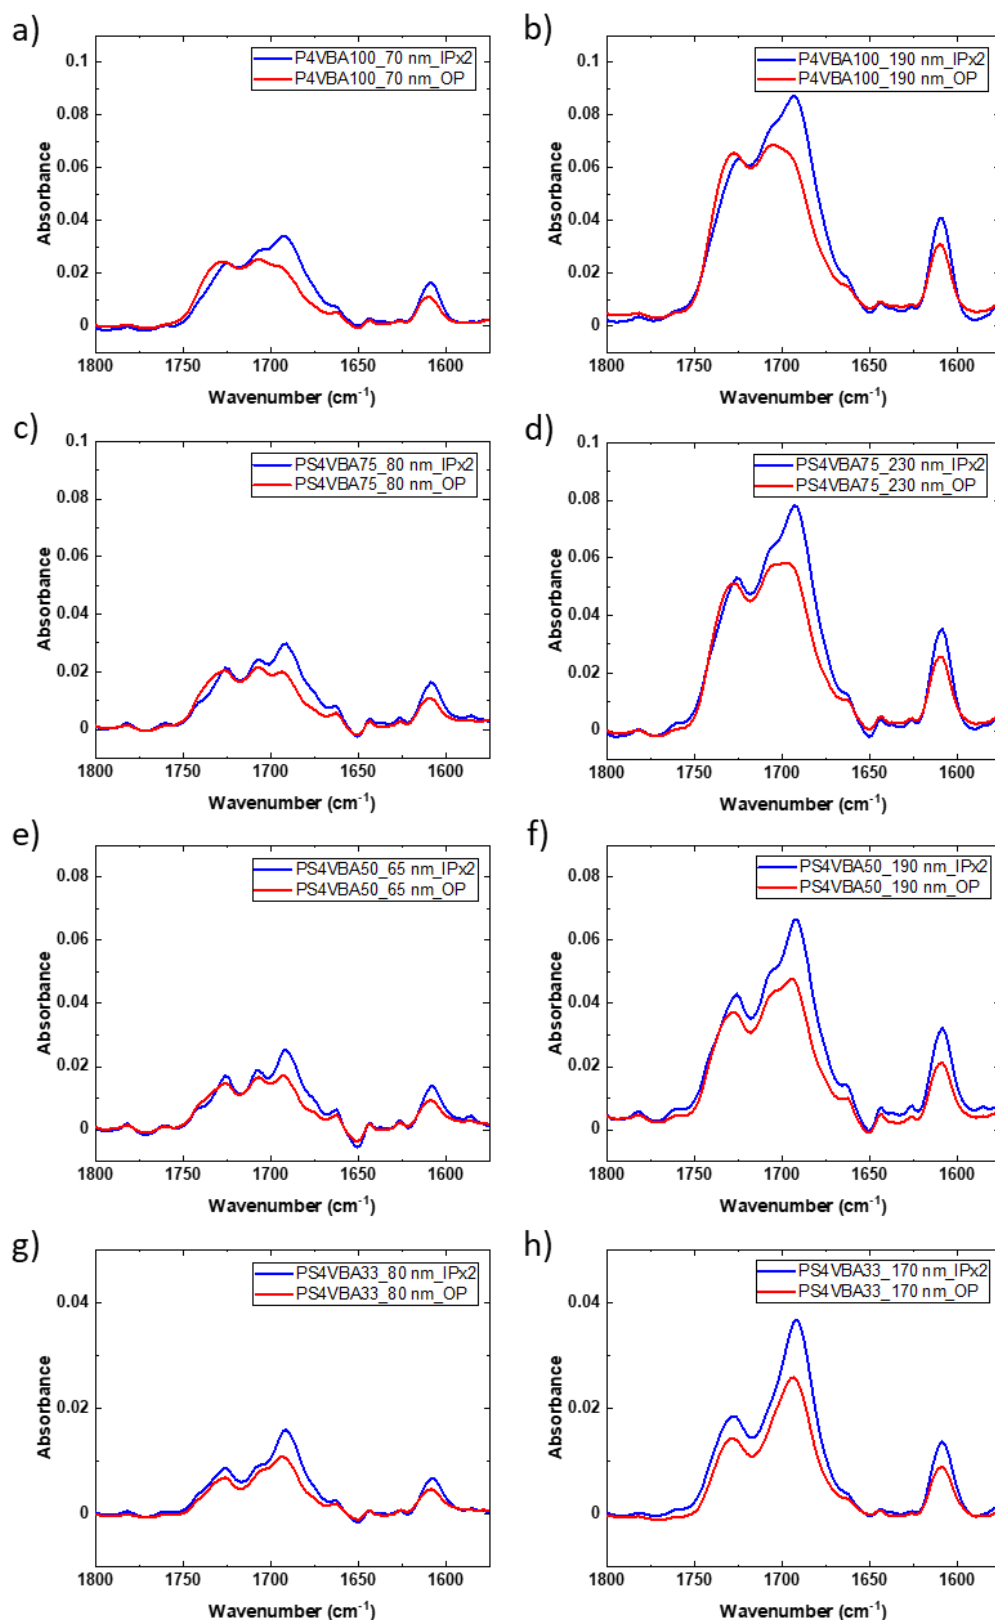 a)
P4VBA100_70 nm_IPx2
P4VBA100_70 nm_OP
0.1
0.08
0.06
0.04
0.02
0
Absorbance
1800 1750 1700 1650 1600
Wavenumber (cm-1)
b)
P4VBA100_190 nm_IPx2
P4VBA100_190 nm_OP
0.1
0.08
0.06
0.04
0.02
0
Absorbance
1800 1750 1700 1650 1600
Wavenumber (cm-1)
c)
PS4VBA75_80 nm_IPx2
PS4VBA75_80 nm_OP
0.1
0.08
0.06
0.04
0.02
0
Absorbance
1800 1750 1700 1650 1600
Wavenumber (cm-1)
d)
PS4VBA75_230 nm_IPx2
PS4VBA75_230 nm_OP
0.1
0.08
0.06
0.04
0.02
0
Absorbance
1800 1750 1700 1650 1600
Wavenumber (cm-1)
e)
PS4VBA50_65 nm_IPx2
PS4VBA50_65 nm_OP
0.08
0.06
0.04
0.02
0
Absorbance
1800 1750 1700 1650 1600
Wavenumber (cm-1)
f)
PS4VBA50_190 nm_IPx2
PS4VBA50_190 nm_OP
0.08
0.06
0.04
0.02
0
Absorbance
1800 1750 1700 1650 1600
Wavenumber (cm-1)
g)
PS4VBA33_80 nm_IPx2
PS4VBA33_80 nm_OP
0.04
0.02
0
Absorbance
1800 1750 1700 1650 1600
Wavenumber (cm-1)
h)
PS4VBA33_170 nm_IPx2
PS4VBA33_170 nm_OP
0.04
0.02
0
Absorbance
1800 1750 1700 1650 1600
Wavenumber (cm-1)